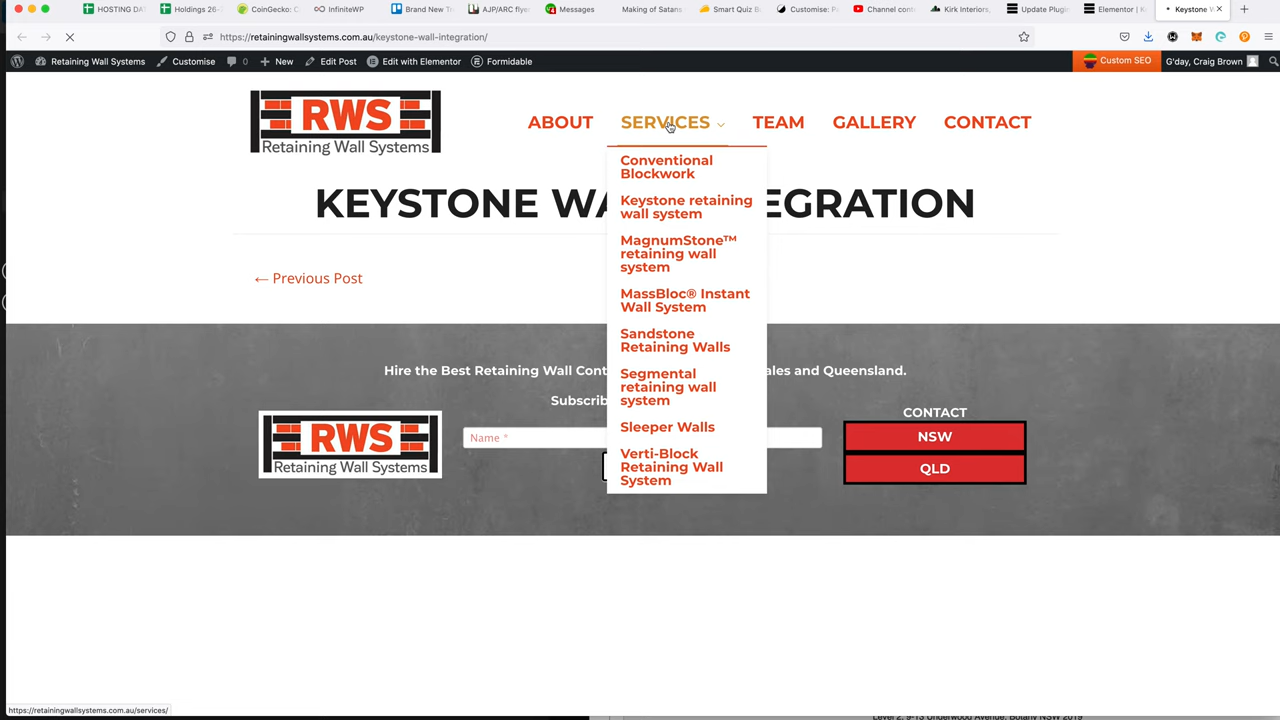 HOSTING DA
Holdings 26-
CoinGecko: C
InfiniteWP
Brand New Tr
AJP/ARC flye
Messages
Making of Satans
Smart Quiz B
Customise: P
Channel cont
Kirk Interiors,
Update Plugin
Elementor | K
Keystone W
https://retainingwallsystems.com.au/keystone-wall-integration/
Retaining Wall Systems
Customise
0
New
Edit Post
Edit with Elementor
Formidable
Custom SEO
G'day, Craig Brown
RWS
Retaining Wall Systems
ABOUT
SERVICES
TEAM
GALLERY
CONTACT
Conventional
Blockwork
Keystone retaining
wall system
MagnumStone™
retaining wall
system
MassBloc® Instant
Wall System
Sandstone
Retaining Walls
Segmental
retaining wall
system
Sleeper Walls
Verti-Block
Retaining Wall
System
KEYSTONE WA EGRATION
← Previous Post
Hire the Best Retaining Wall Cont ales and Queensland.
Subscrib
RWS
Retaining Wall Systems
Name *
CONTACT
NSW
QLD
https://retainingwallsystems.com.au/services/